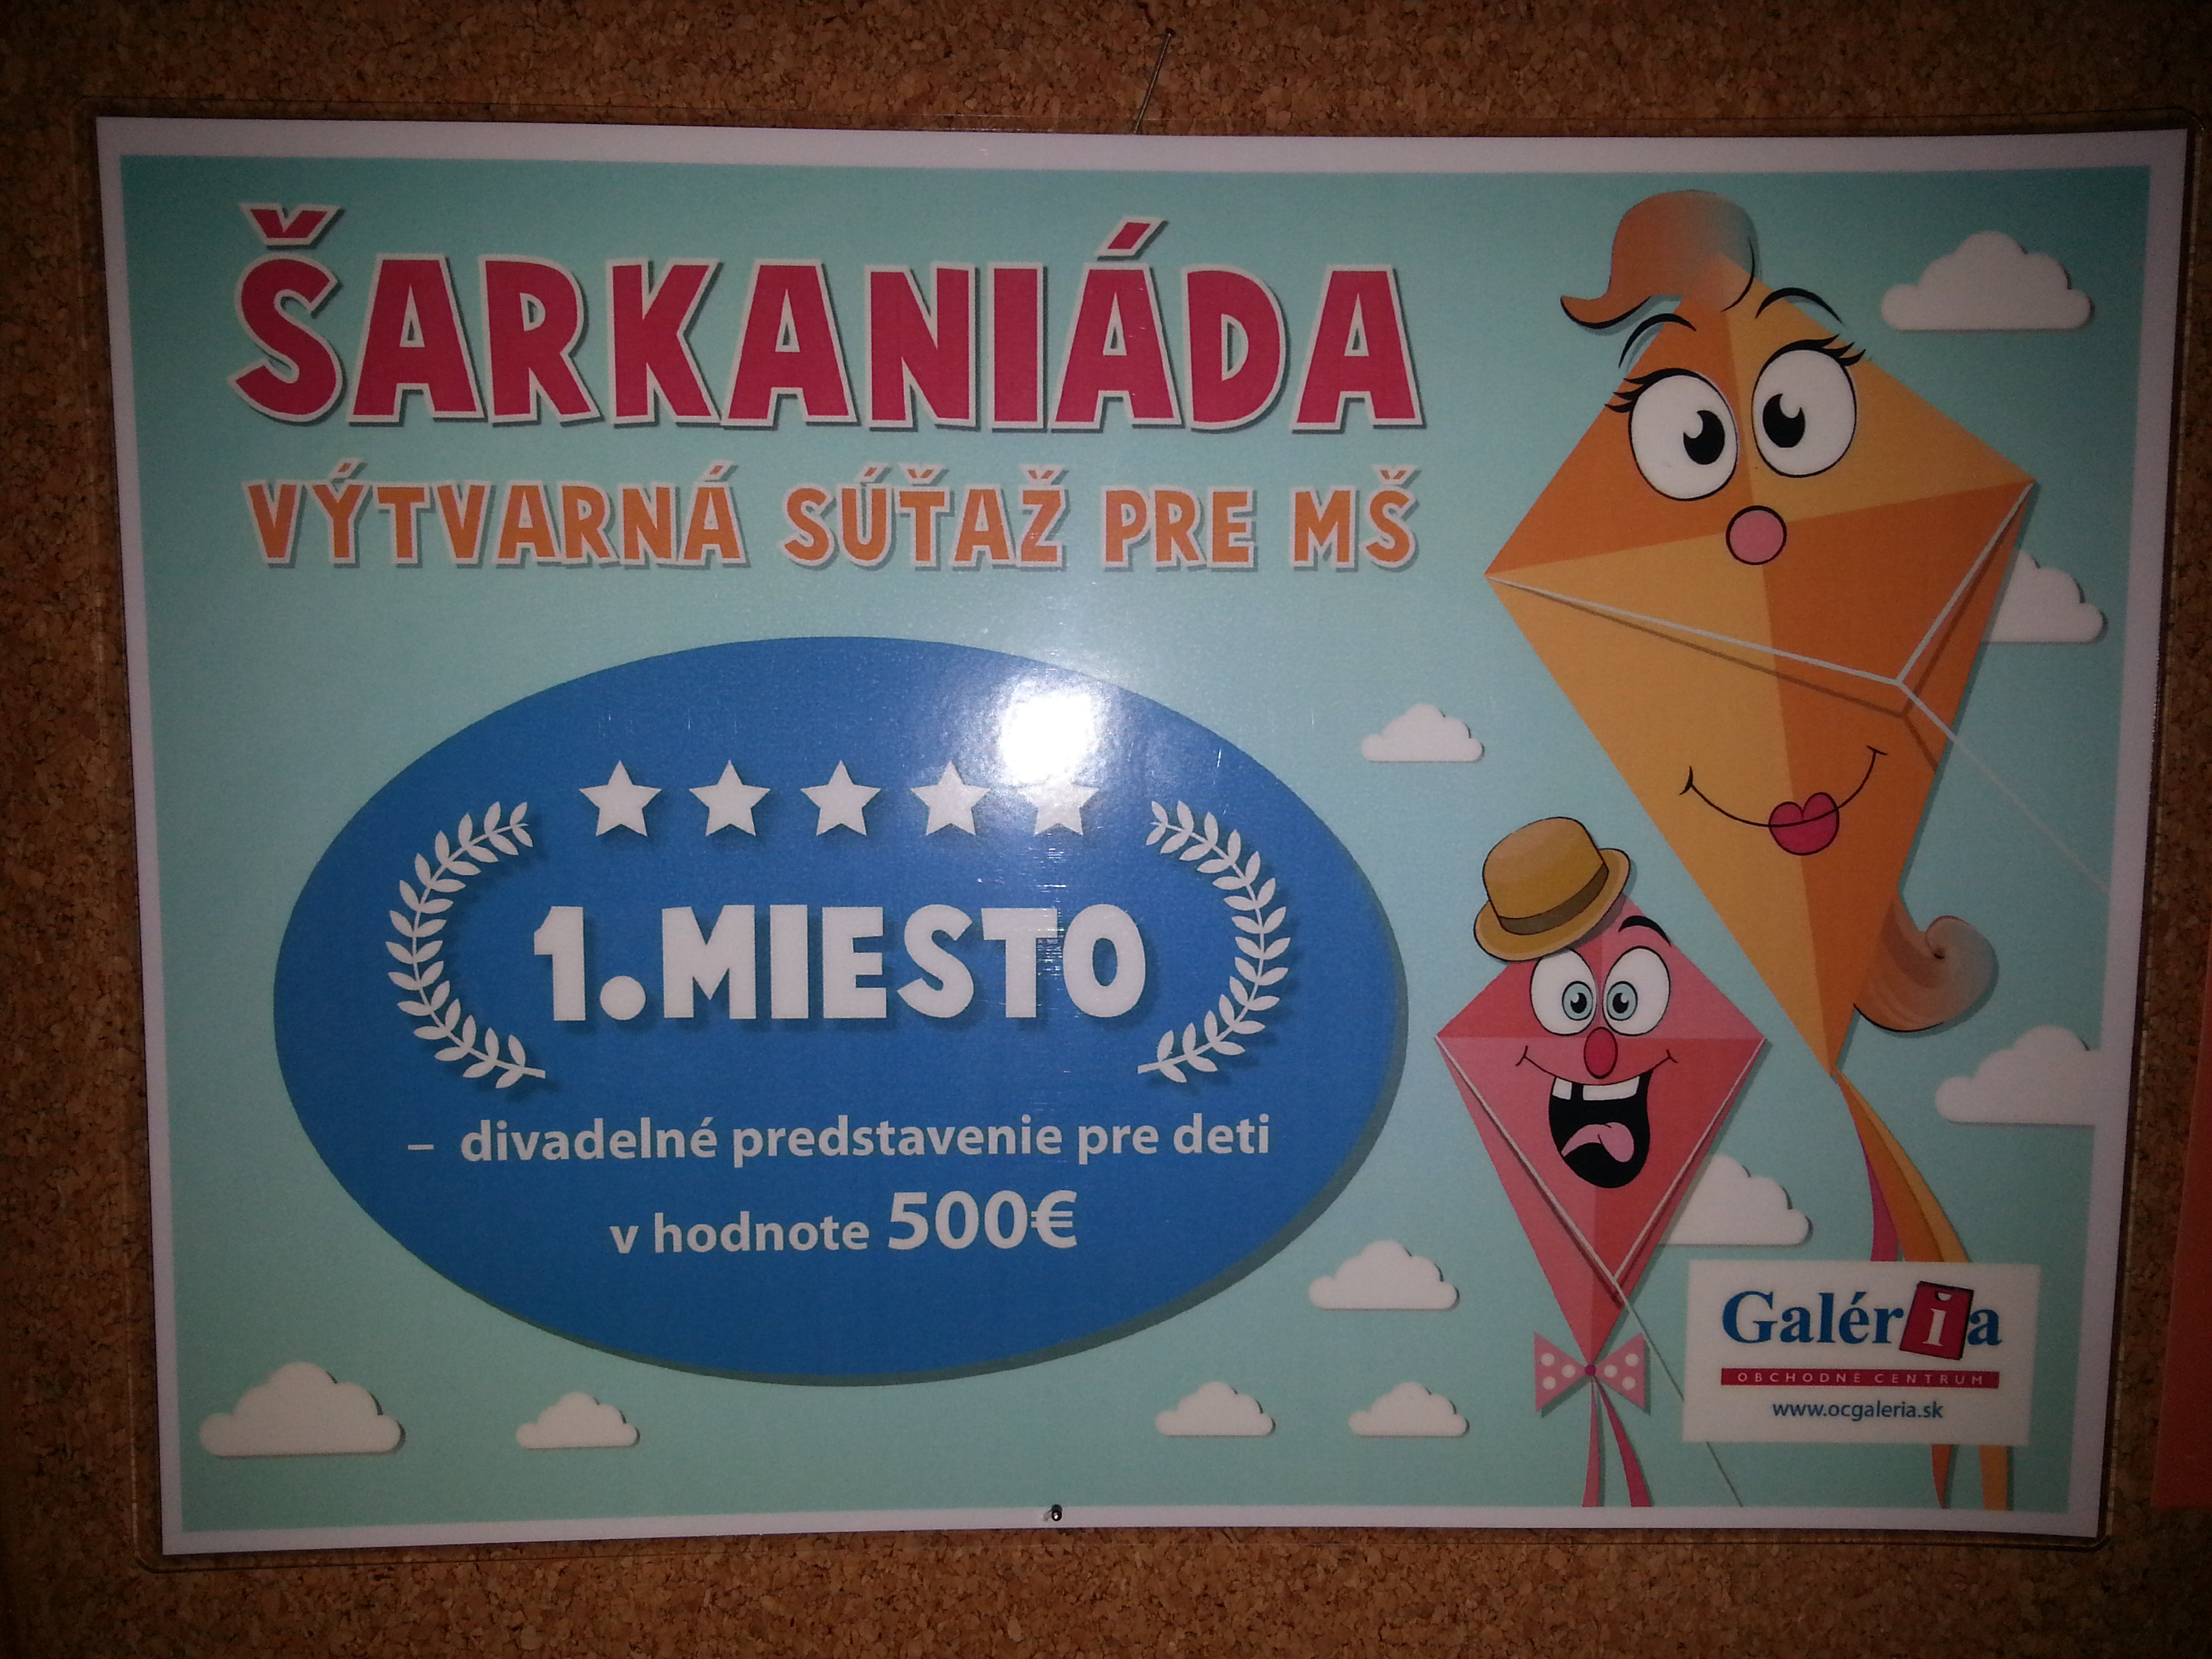 ŠARKANIÁDA
VÝTVARNÁ SÚŤAŽ PRE MŠ
1. MIESTO
– divadelné predstavenie pre deti
v hodnote 500€
Galéria
OBCHODNÉ CENTRUM
www.ocgaleria.sk